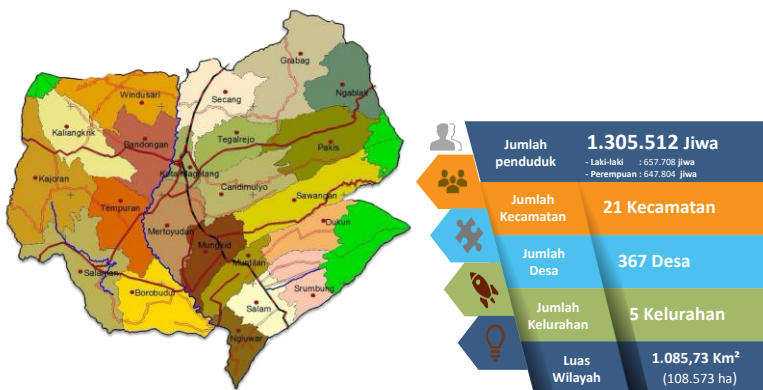 Grabag
Windusari
Secang
Ngablak
Kaliangkrik
Bandongan
Tegalrejo
Pakis
Kota Magelang
Kajoran
Candimulyo
Sawangan
Tempuran
Mertoyudan
Dukun
Mungkid
Muntilan
Salaman
Borobudur
Srumbung
Salam
Ngluwar
Jumlah
penduduk
1.305.512 Jiwa
- Laki-laki : 657.708 jiwa
- Perempuan : 647.804 jiwa
Jumlah
Kecamatan
21 Kecamatan
Jumlah
Desa
367 Desa
Jumlah
Kelurahan
5 Kelurahan
Luas
Wilayah
1.085,73 Km²
(108.573 ha)